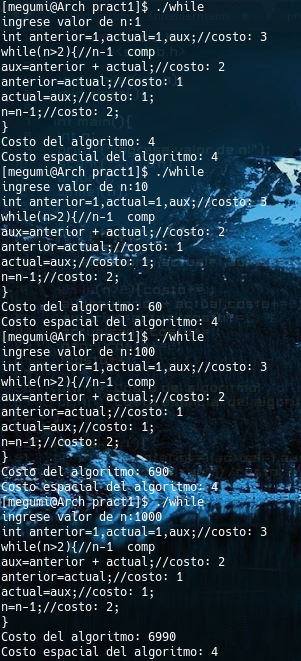 [megumi@Arch pract1]$ ./while
ingrese valor de n:1
int anterior=1,actual=1,aux;//costo: 3
while(n>2){//n-1  comp
aux=anterior + actual;//costo: 2
anterior=actual;//costo: 1
actual=aux;//costo: 1;
n=n-1;//costo: 2;
}
Costo del algoritmo: 4
Costo espacial del algoritmo: 4
[megumi@Arch pract1]$ ./while
ingrese valor de n:10
int anterior=1,actual=1,aux;//costo: 3
while(n>2){//n-1  comp
aux=anterior + actual;//costo: 2
anterior=actual;//costo: 1
actual=aux;//costo: 1;
n=n-1;//costo: 2;
}
Costo del algoritmo: 60
Costo espacial del algoritmo: 4
[megumi@Arch pract1]$ ./while
ingrese valor de n:100
int anterior=1,actual=1,aux;//costo: 3
while(n>2){//n-1  comp
aux=anterior + actual;//costo: 2
anterior=actual;//costo: 1
actual=aux;//costo: 1;
n=n-1;//costo: 2;
}
Costo del algoritmo: 690
Costo espacial del algoritmo: 4
[megumi@Arch pract1]$ ./while
ingrese valor de n:1000
int anterior=1,actual=1,aux;//costo: 3
while(n>2){//n-1  comp
aux=anterior + actual;//costo: 2
anterior=actual;//costo: 1
actual=aux;//costo: 1;
n=n-1;//costo: 2;
}
Costo del algoritmo: 6990
Costo espacial del algoritmo: 4